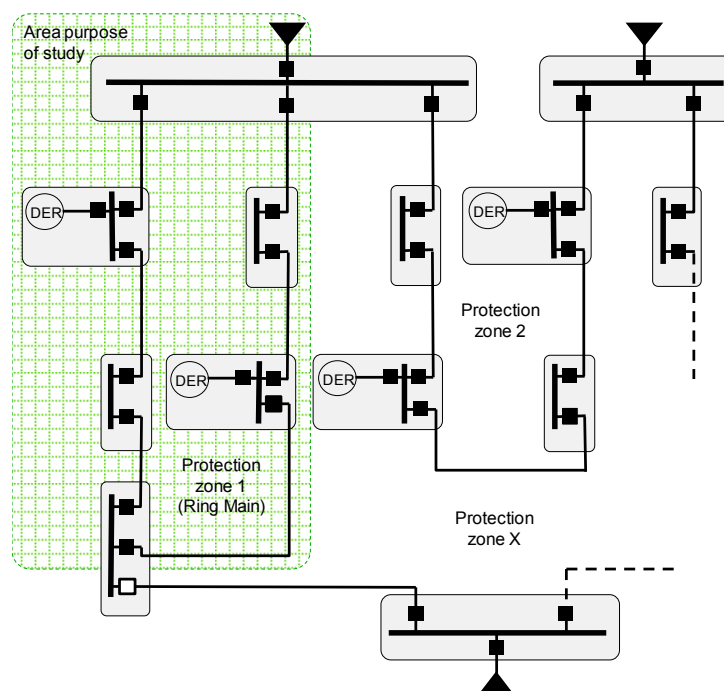 Area purpose
of study
DER
DER
DER
DER
Protection
zone 2
Protection
zone 1
(Ring Main)
Protection
zone X